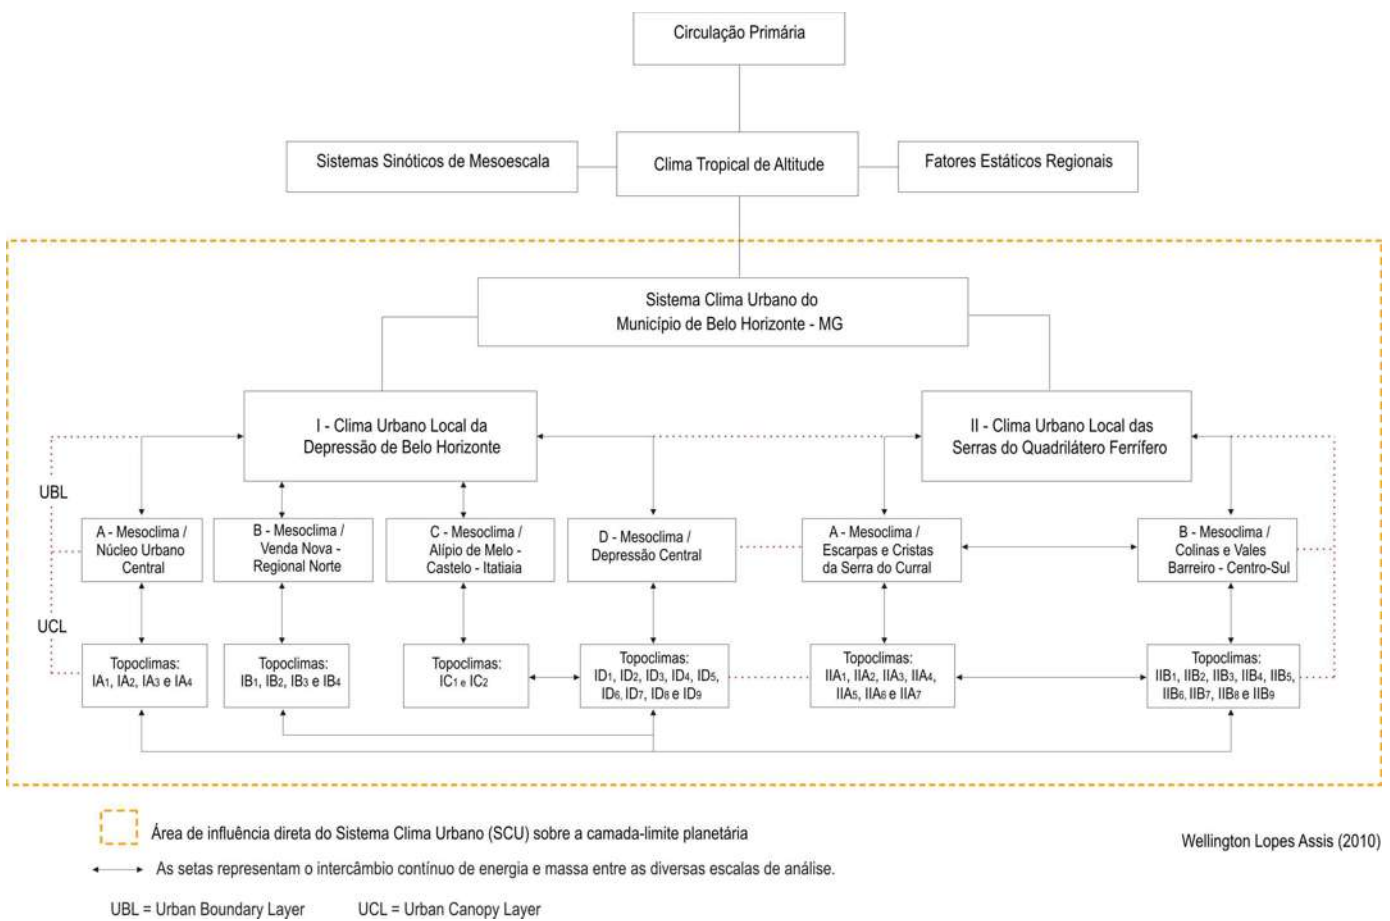 Circulação Primária
Sistemas Sinóticos de Mesoescala
Clima Tropical de Altitude
Fatores Estáticos Regionais
Sistema Clima Urbano do
Município de Belo Horizonte - MG
I - Clima Urbano Local da
Depressão de Belo Horizonte
II - Clima Urbano Local das
Serras do Quadrilátero Ferrífero
UBL
A - Mesoclima /
Núcleo Urbano
Central
B - Mesoclima /
Venda Nova -
Regional Norte
C - Mesoclima /
Alípio de Melo -
Castelo - Itatiaia
D - Mesoclima /
Depressão Central
A - Mesoclima /
Escarpas e Cristas
da Serra do Curral
B - Mesoclima /
Colinas e Vales
Barreiro - Centro-Sul
UCL
Topoclimas:
IA1, IA2, IA3 e IA4
Topoclimas:
IB1, IB2, IB3 e IB4
Topoclimas:
IC1 e IC2
Topoclimas:
ID1, ID2, ID3, ID4, ID5,
ID6, ID7, ID8 e ID9
Topoclimas:
IIA1, IIA2, IIA3, IIA4,
IIA5, IIA6 e IIA7
Topoclimas:
IIB1, IIB2, IIB3, IIB4, IIB5,
IIB6, IIB7, IIB8 e IIB9
Área de influência direta do Sistema Clima Urbano (SCU) sobre a camada-limite planetária
Wellington Lopes Assis (2010)
As setas representam o intercâmbio contínuo de energia e massa entre as diversas escalas de análise.
UBL = Urban Boundary Layer
UCL = Urban Canopy Layer